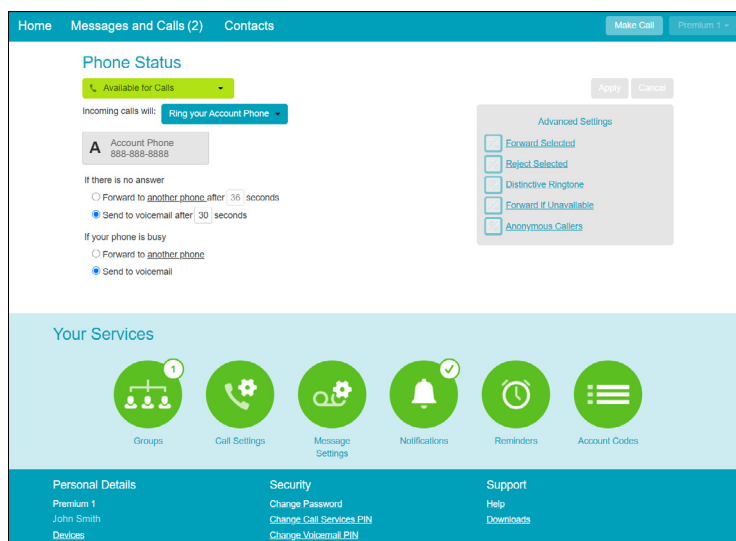 Home Messages and Calls (2) Contacts Make Call Premium 1
Phone Status
Available for Calls
Apply Cancel
Incoming calls will: Ring your Account Phone
A Account Phone
888-888-8888
If there is no answer
Forward to another phone after 36 seconds
Send to voicemail after 30 seconds
If your phone is busy
Forward to another phone
Send to voicemail
Advanced Settings
Forward Selected
Reject Selected
Distinctive Ringtone
Forward if Unavailable
Anonymous Callers
Your Services
1
Groups
Call Settings
Message
Settings
Notifications
Reminders
Account Codes
Personal Details
Premium 1
John Smith
Devices
Security
Change Password
Change Call Services PIN
Change Voicemail PIN
Support
Help
Downloads